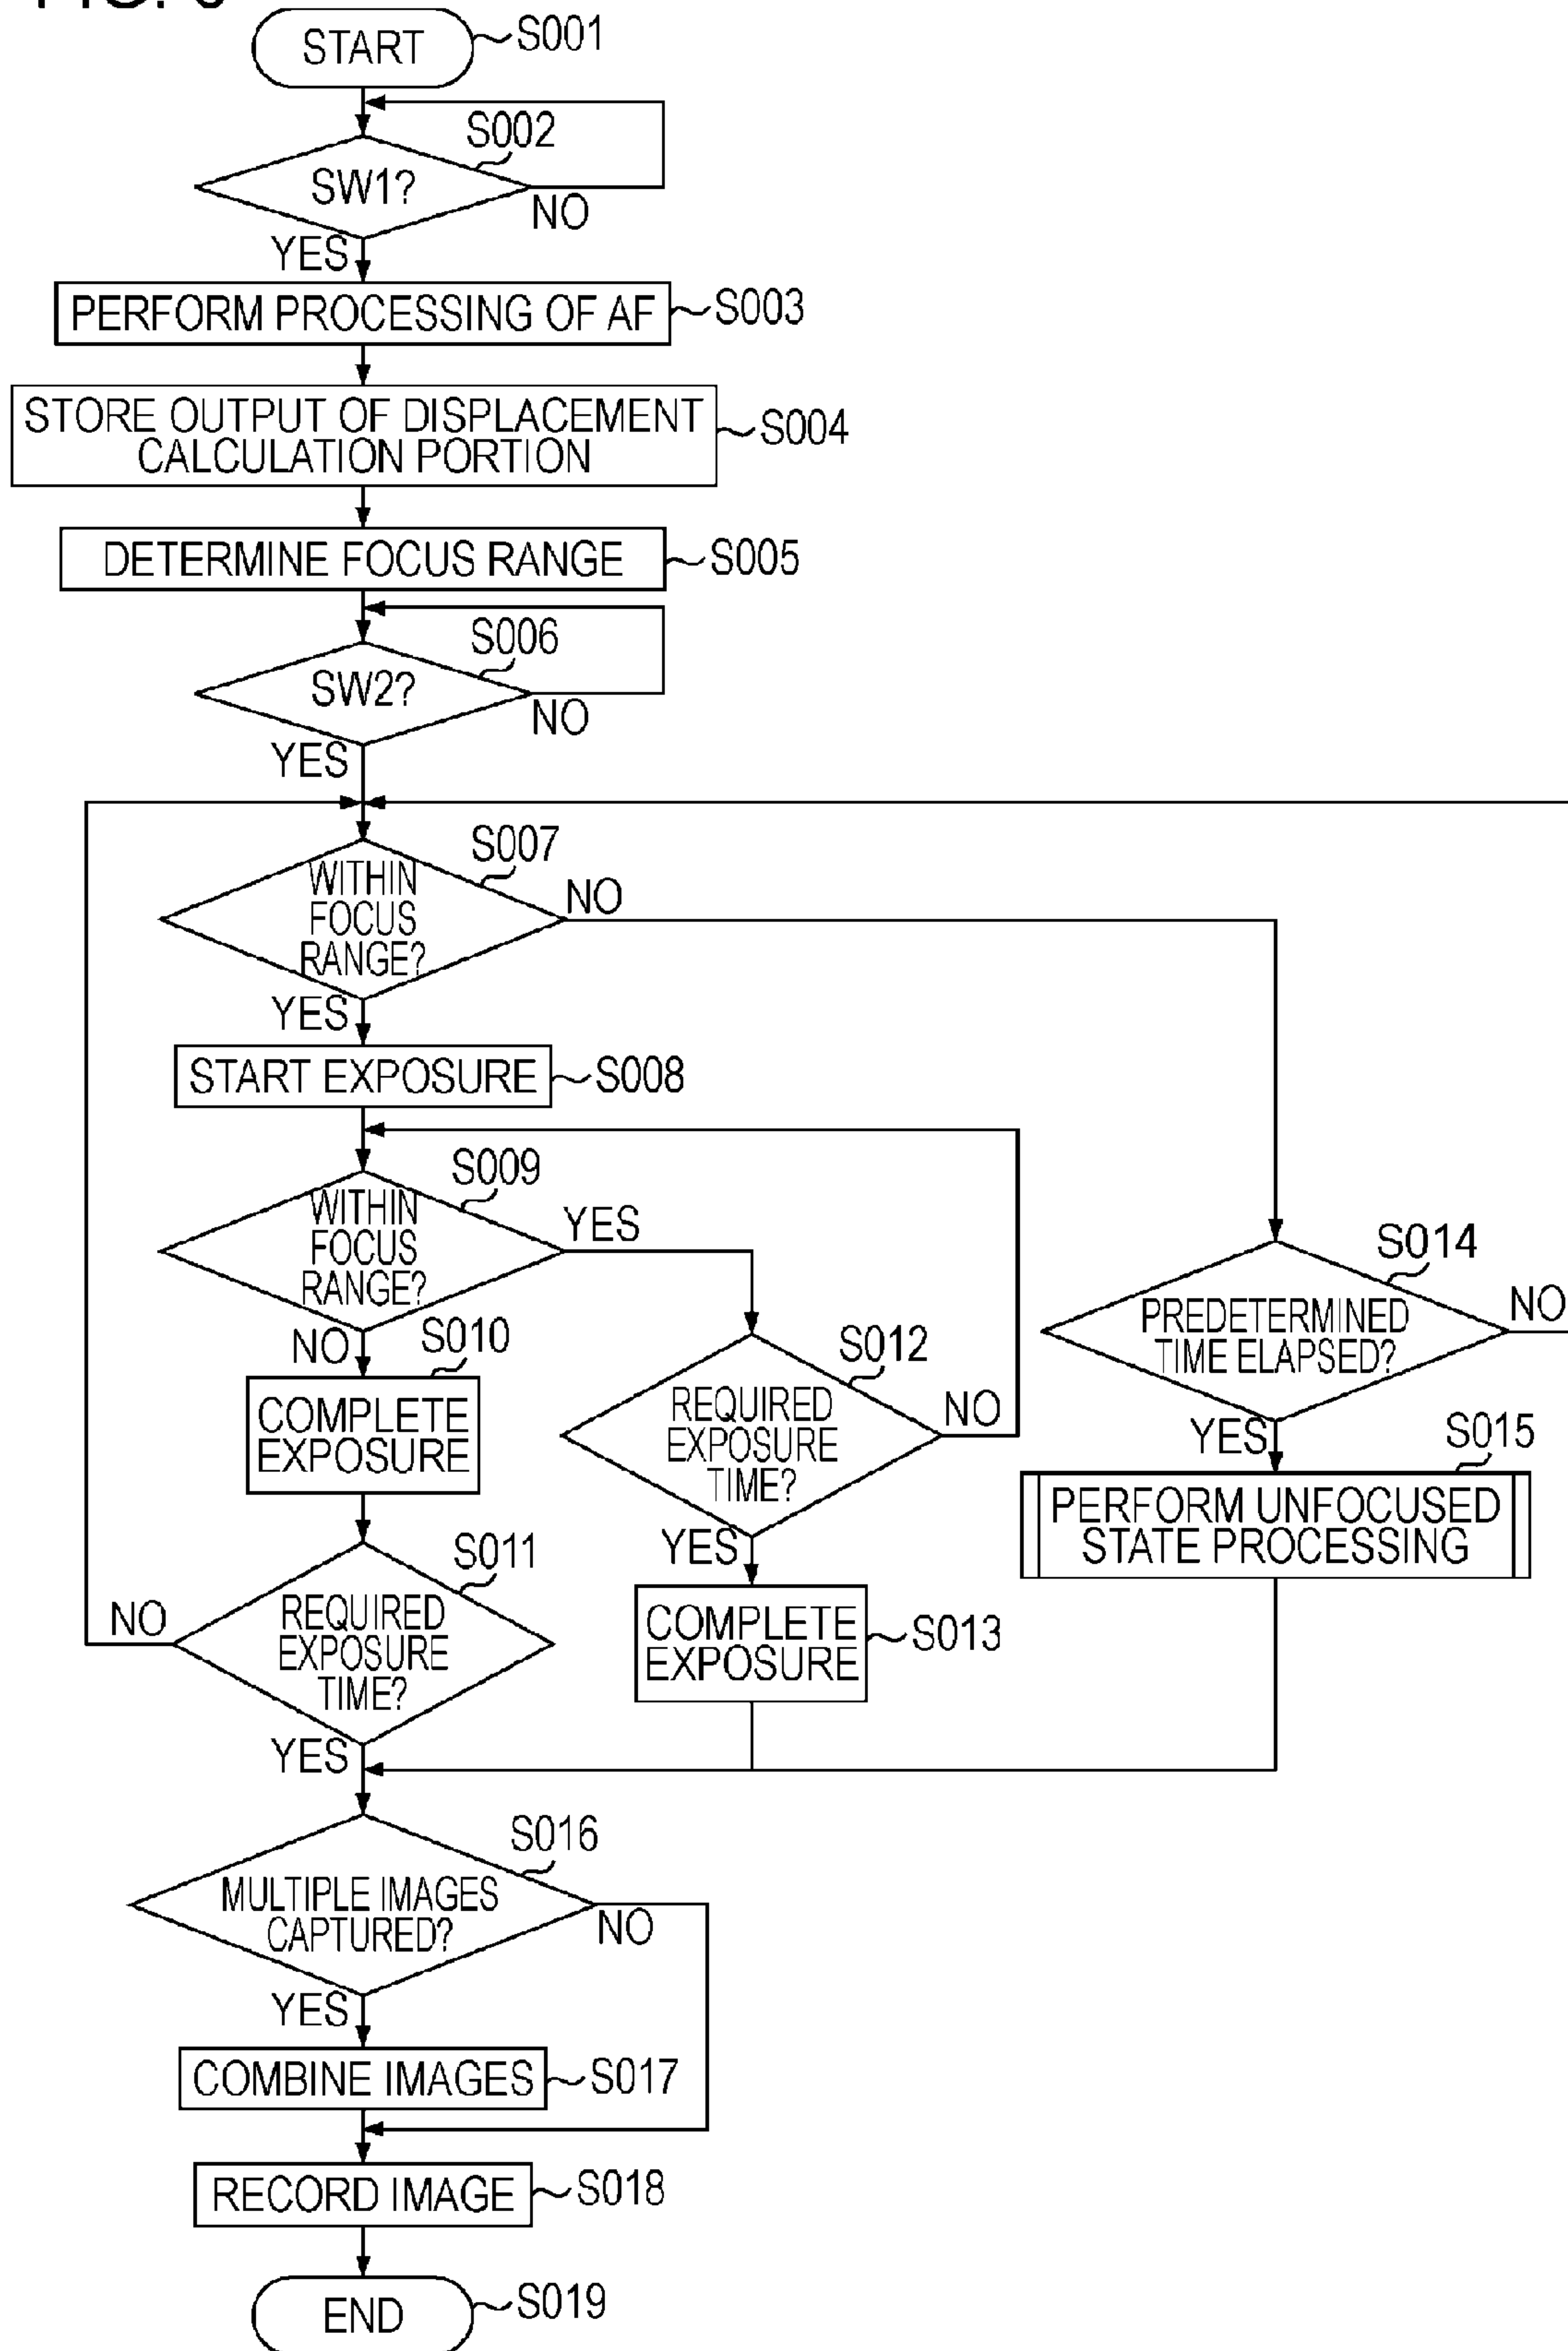 START
S001
S002
SW1?
NO
YES
PERFORM PROCESSING OF AF
S003
STORE OUTPUT OF DISPLACEMENT
CALCULATION PORTION
S004
DETERMINE FOCUS RANGE
S005
S006
SW2?
NO
YES
S007
WITHIN
FOCUS
RANGE?
NO
YES
START EXPOSURE
S008
S009
WITHIN
FOCUS
RANGE?
YES
NO
S010
COMPLETE
EXPOSURE
S012
REQUIRED
EXPOSURE
TIME?
NO
YES
S014
PREDETERMINED
TIME ELAPSED?
NO
YES
S015
PERFORM UNFOCUSED
STATE PROCESSING
S011
REQUIRED
EXPOSURE
TIME?
NO
YES
COMPLETE
EXPOSURE
S013
S016
MULTIPLE IMAGES
CAPTURED?
NO
YES
COMBINE IMAGES
S017
RECORD IMAGE
S018
END
S019